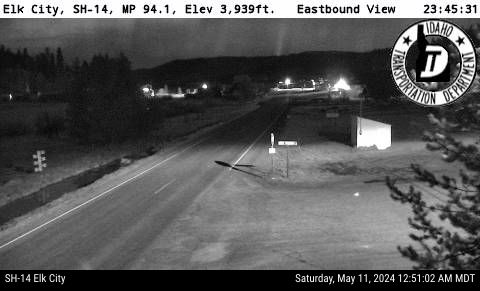 Elk City, SH-14, MP 94.1, Elev 3,939ft. Eastbound View 23:45:31
IDAHO
TRANSPORTATION DEPARTMENT
SH-14 Elk City Saturday, May 11, 2024 12:51:02 AM MDT